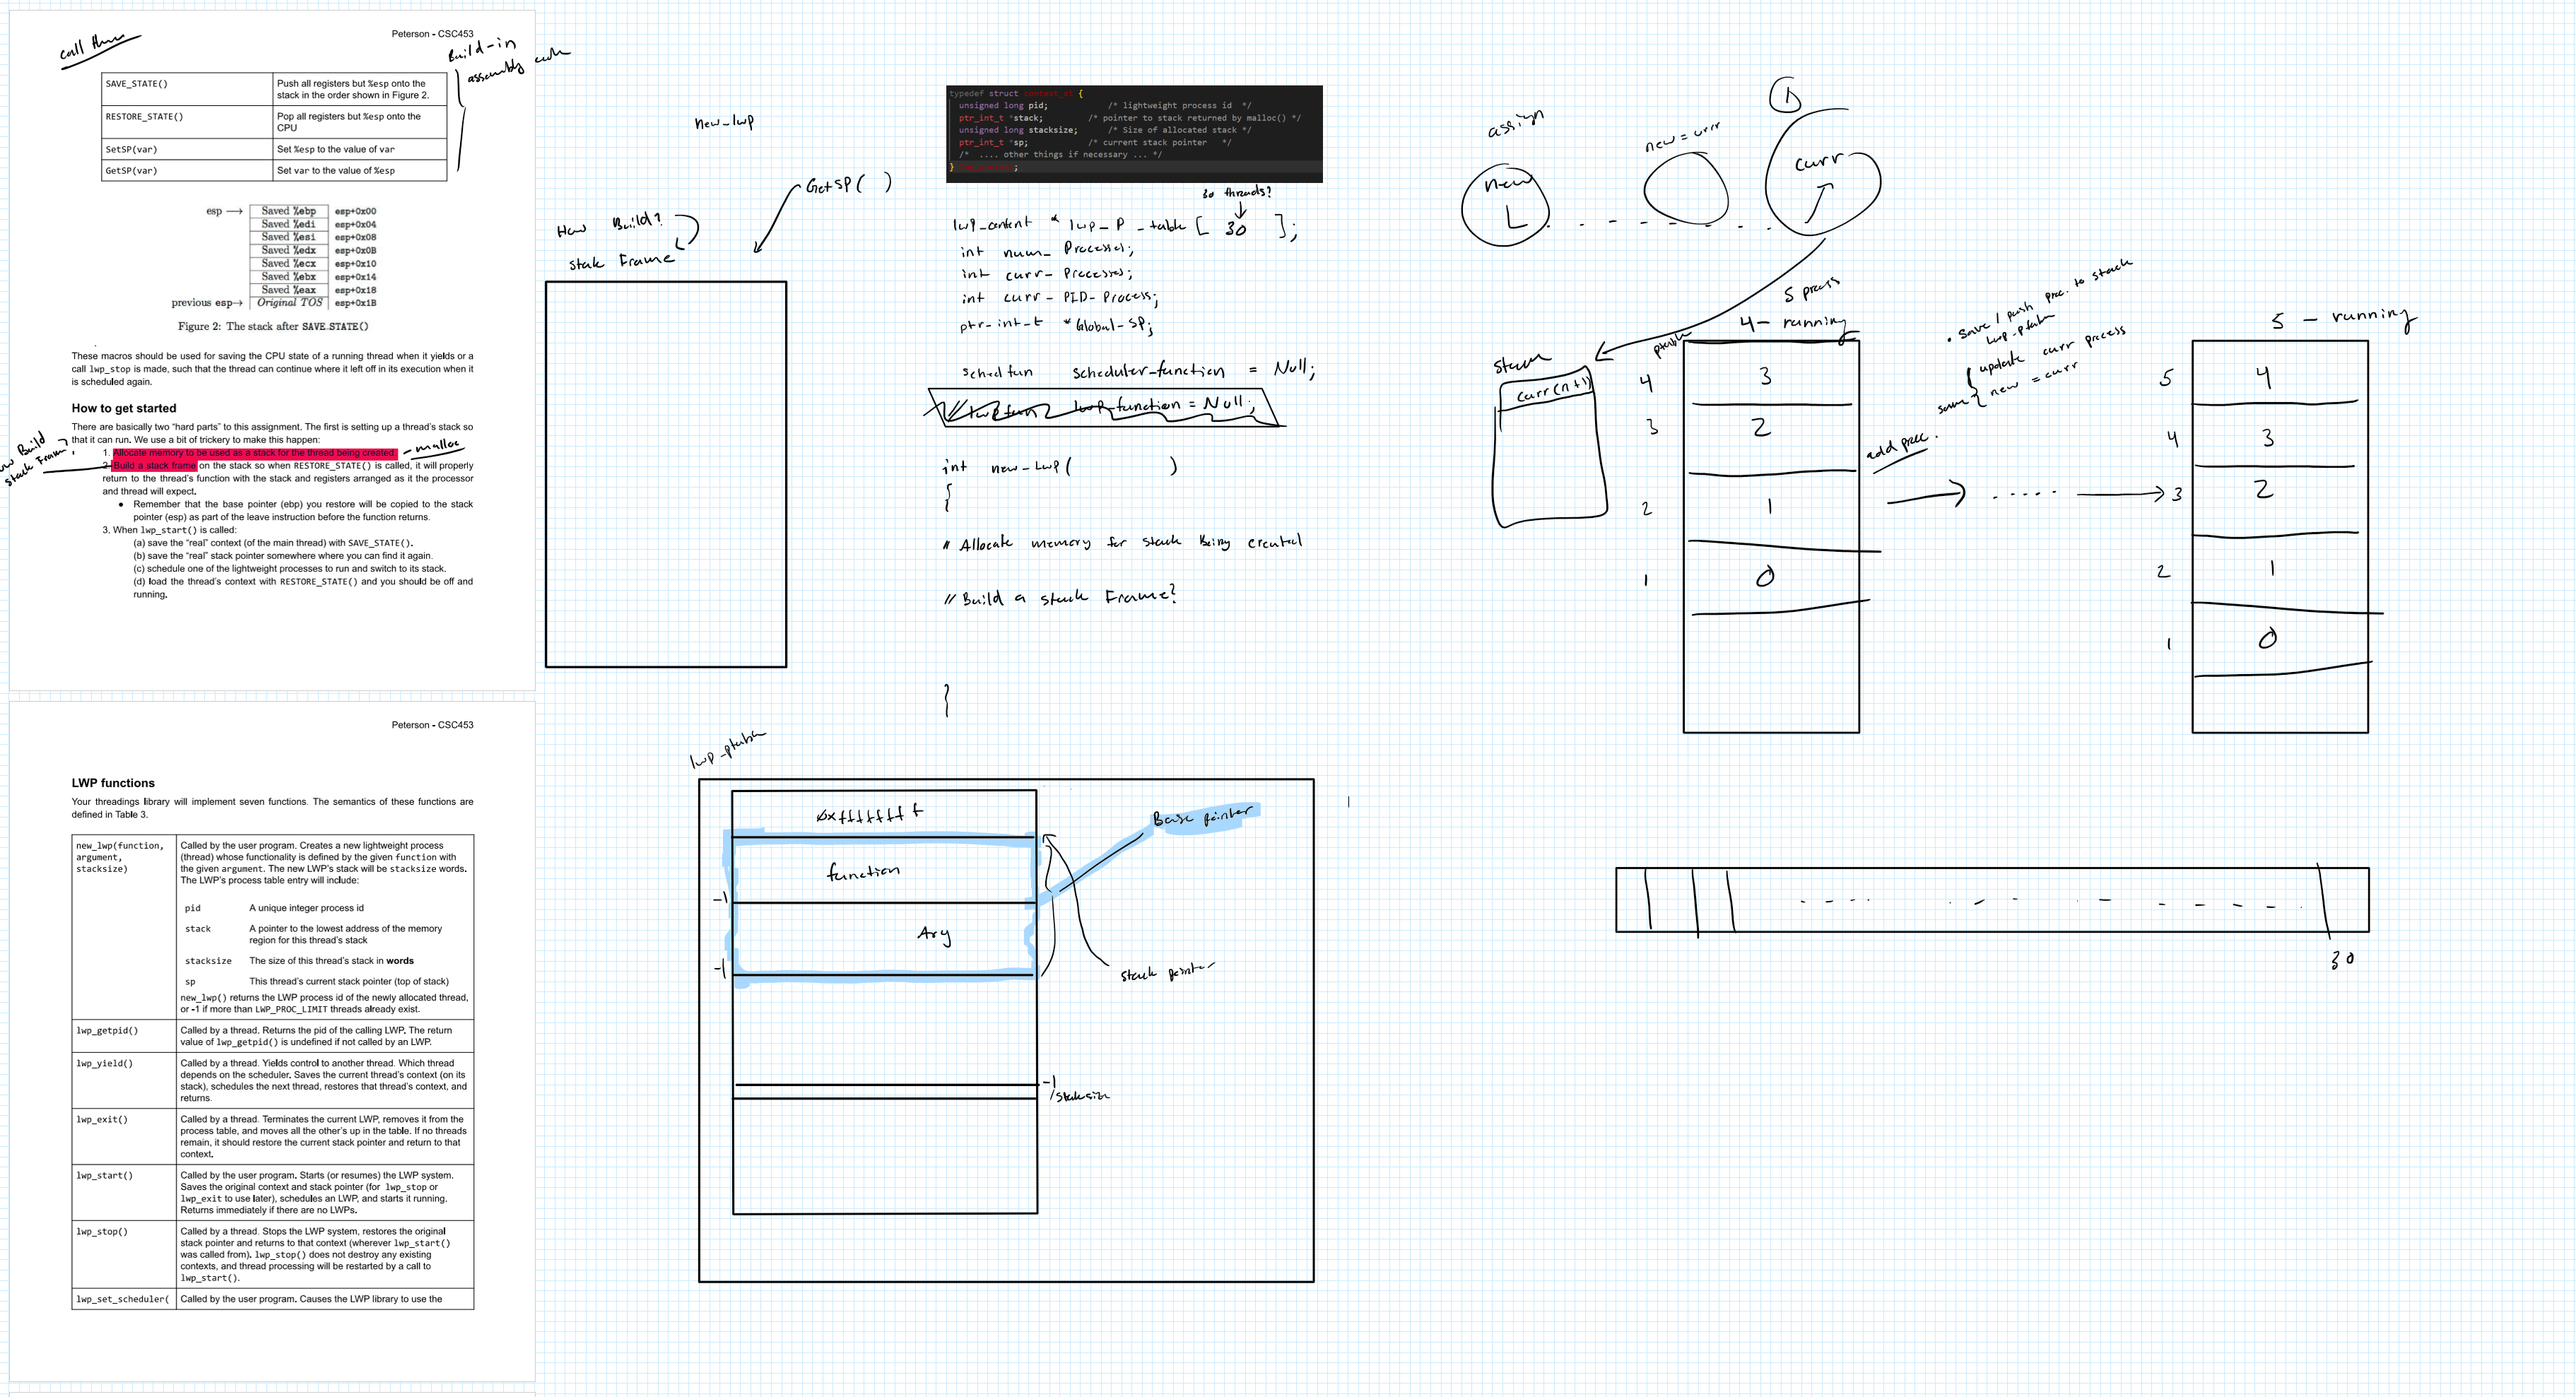 Peterson - CSC453
call
Build-in
assembly code
SAVE_STATE()
Push all registers but %esp onto the
stack in the order shown in Figure 2.
RESTORE_STATE()
Pop all registers but %esp onto the
CPU
SetSP(var)
Set %esp to the value of var
GetSP(var)
Set var to the value of %esp
esp → Saved %ebp esp+0x00
Saved %edi esp+0x04
Saved %esi esp+0x08
Saved %edx esp+0x0B
Saved %ecx esp+0x10
Saved %ebx esp+0x14
Saved %eax esp+0x18
previous esp→ Original TOS esp+0x1B
Figure 2: The stack after SAVE_STATE()
These macros should be used for saving the CPU state of a running thread when it yields or a
call lwp_stop is made, such that the thread can continue where it left off in its execution when it
is scheduled again.
How to get started
There are basically two “hard parts” to this assignment. The first is setting up a thread's stack so
that it can run. We use a bit of trickery to make this happen:
1. Allocate memory to be used as a stack for the thread being created.
- malloc
Build
stack Frame?
2. Build a stack frame on the stack so when RESTORE_STATE() is called, it will properly
return to the thread's function with the stack and registers arranged as it the processor
and thread will expect.
● Remember that the base pointer (ebp) you restore will be copied to the stack
pointer (esp) as part of the leave instruction before the function returns.
3. When lwp_start() is called:
(a) save the “real” context (of the main thread) with SAVE_STATE().
(b) save the “real” stack pointer somewhere where you can find it again.
(c) schedule one of the lightweight processes to run and switch to its stack.
(d) load the thread's context with RESTORE_STATE() and you should be off and
running.
Peterson - CSC453
LWP functions
Your threadings library will implement seven functions. The semantics of these functions are
defined in Table 3.
new_lwp(function,
argument,
stacksize)
Called by the user program. Creates a new lightweight process
(thread) whose functionality is defined by the given function with
the given argument. The new LWP's stack will be stacksize words.
The LWP's process table entry will include:
pid A unique integer process id
stack A pointer to the lowest address of the memory
region for this thread's stack
stacksize The size of this thread's stack in words
sp This thread's current stack pointer (top of stack)
new_lwp() returns the LWP process id of the newly allocated thread,
or -1 if more than LWP_PROC_LIMIT threads already exist.
lwp_getpid()
Called by a thread. Returns the pid of the calling LWP. The return
value of lwp_getpid() is undefined if not called by an LWP.
lwp_yield()
Called by a thread. Yields control to another thread. Which thread
depends on the scheduler. Saves the current thread's context (on its
stack), schedules the next thread, restores that thread's context, and
returns.
lwp_exit()
Called by a thread. Terminates the current LWP, removes it from the
process table, and moves all the other's up in the table. If no threads
remain, it should restore the current stack pointer and return to that
context.
lwp_start()
Called by the user program. Starts (or resumes) the LWP system.
Saves the original context and stack pointer (for lwp_stop or
lwp_exit to use later), schedules an LWP, and starts it running.
Returns immediately if there are no LWPs.
lwp_stop()
Called by a thread. Stops the LWP system, restores the original
stack pointer and returns to that context (wherever lwp_start()
was called from). lwp_stop() does not destroy any existing
contexts, and thread processing will be restarted by a call to
lwp_start().
lwp_set_scheduler(
Called by the user program. Causes the LWP library to use the
new_lwp
GetSP( )
How Build?
stak Frame
typedef struct context_st {
unsigned long pid; /* lightweight process id */
ptr_int_t *stack; /* pointer to stack returned by malloc() */
unsigned long stacksize; /* Size of allocated stack */
ptr_int_t *sp; /* current stack pointer */
/* .... other things if necessary ... */
} lwp_context;
30 threads?
lwp_context * lwp_P_table [ 30 ];
int num_Processes;
int curr-Processes;
int curr-PID-Process;
ptr-int-t *Global-SP;
schedfun scheduler-function = Null;
// lwpfun lwp-function = Null;
int new-Lwp( )
{
// Allocate memory for stack Being created
// Build a stack Frame?
}
lwp_ptable
0xfffffff
function
-1
Arg
-1
-1
/Stacksize
Base pointer
Stack pointer
1
assign
new = curr
new
curr
5 process
4 - running
ptable
stack
curr(n+1)
4 3
3 2
2 1
1 0
• Save / push proc. to stack
lwp-ptable
update curr process
new = curr
same
add proc.
5 - running
5 4
4 3
3 2
2 1
1 0
30